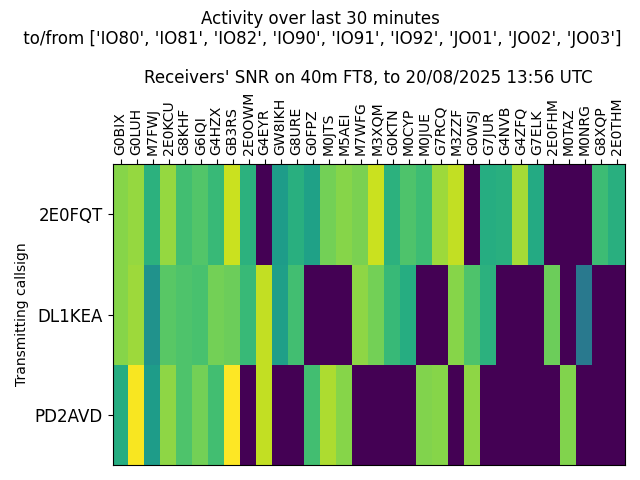 Activity over last 30 minutes
to/from ['IO80', 'IO81', 'IO82', 'IO90', 'IO91', 'IO92', 'JO01', 'JO02', 'JO03']
Receivers' SNR on 40m FT8, to 20/08/2025 13:56 UTC
G0BIX
G0LUH
M7FWJ
2E0KCU
G8KHF
G6IQI
G4HZX
GB3RS
2E0OWM
G4EYR
GW8IKH
G8URE
G0FPZ
M0JTS
M5AEI
M7WFG
M3XQM
G0KTN
M0CYP
M0JUE
G7RCQ
M3ZZF
G0WSJ
G7JUR
G4NVB
G4ZFQ
G7ELK
2E0FHM
M0TAZ
M0NRG
G8XQP
2E0THM
Transmitting callsign
2E0FQT
DL1KEA
PD2AVD